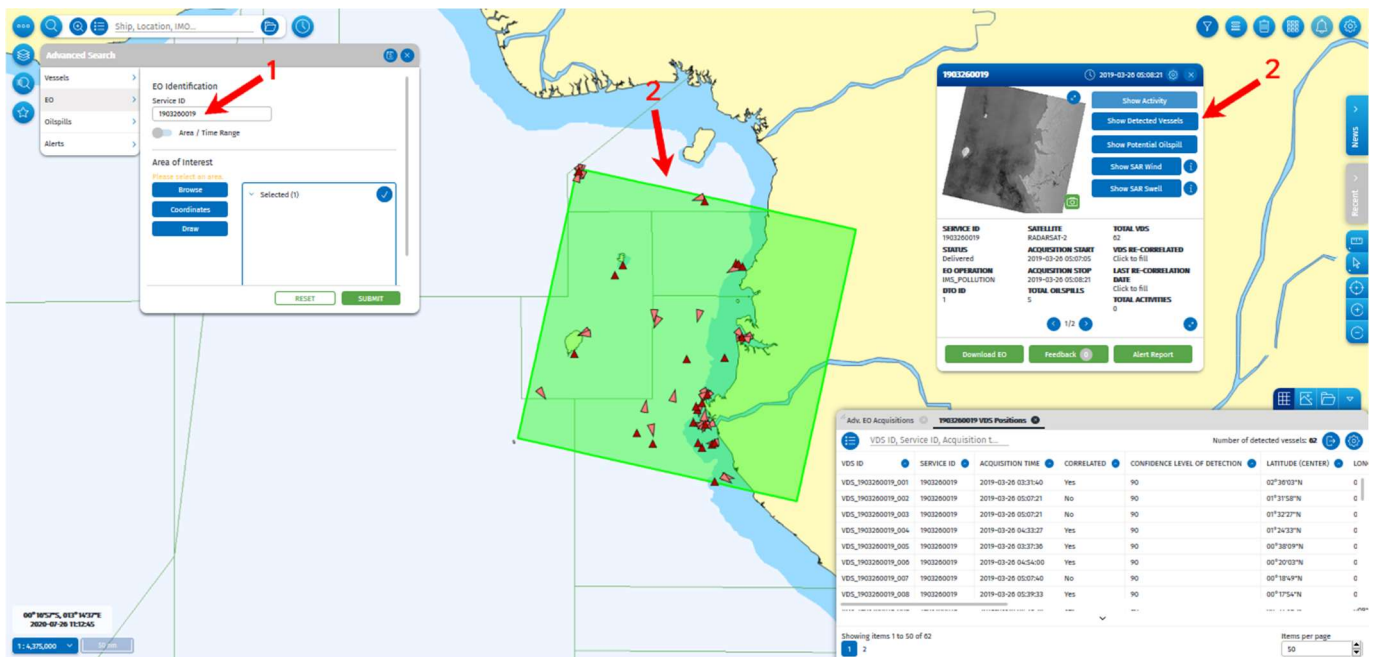 Ship, Location, IMO...
Advanced Search
Vessels
EO
Oilspills
Alerts
EO Identification
Service ID
1903260019
Area / Time Range
Area of Interest
Please select an area.
Browse
Coordinates
Draw
Selected (1)
RESET
SUBMIT
1
2
2
1903260019
2019-03-26 05:08:21
Show Activity
Show Detected Vessels
Show Potential Oilspill
Show SAR Wind
Show SAR Swell
SERVICE ID
1903260019
SATELLITE
RADARSAT-2
TOTAL VDS
62
STATUS
Delivered
ACQUISITION START
2019-03-26 05:07:05
VDS RE-CORRELATED
Click to fill
EO OPERATION
IMS_POLLUTION
ACQUISITION STOP
2019-03-26 05:08:21
LAST RE-CORRELATION
DATE
Click to fill
DTO ID
1
TOTAL OILSPILLS
5
TOTAL ACTIVITIES
0
1/2
Download EO
Feedback 0
Alert Report
News
Recent
Adv. EO Acquisitions
1903260019 VDS Positions
VDS ID, Service ID, Acquisition t...
Number of detected vessels: 62
VDS ID SERVICE ID ACQUISITION TIME CORRELATED CONFIDENCE LEVEL OF DETECTION LATITUDE (CENTER) LON
VDS_1903260019_001 1903260019 2019-03-26 03:31:40 Yes 90 02°36'03"N 0
VDS_1903260019_002 1903260019 2019-03-26 05:07:21 No 90 01°31'58"N 0
VDS_1903260019_003 1903260019 2019-03-26 05:07:21 No 90 01°32'27"N 0
VDS_1903260019_004 1903260019 2019-03-26 04:33:27 Yes 90 01°24'33"N 0
VDS_1903260019_005 1903260019 2019-03-26 03:37:36 Yes 90 00°38'09"N 0
VDS_1903260019_006 1903260019 2019-03-26 04:54:00 Yes 90 00°20'03"N 0
VDS_1903260019_007 1903260019 2019-03-26 05:07:40 No 90 00°18'49"N 0
VDS_1903260019_008 1903260019 2019-03-26 05:39:33 Yes 90 00°17'54"N 0
Showing items 1 to 50 of 62
1 2
Items per page
50
00°16'57"S, 013°14'37"E
2020-07-26 11:12:45
1 : 4,375,000